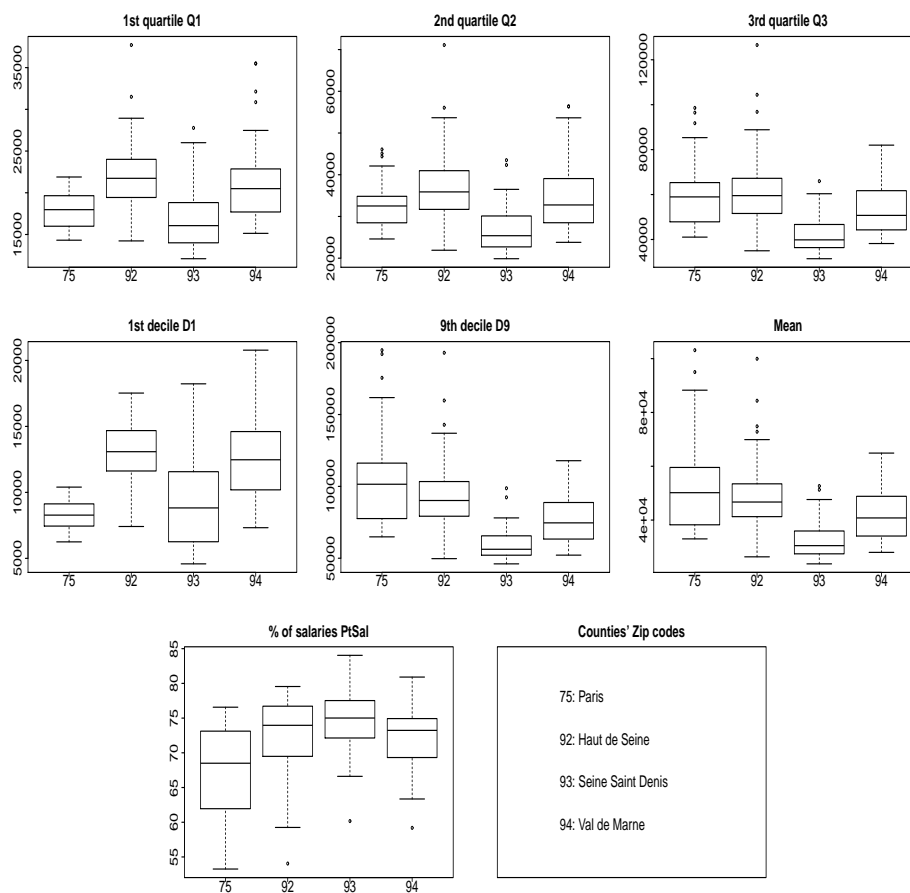 1st quartile Q1
35000
25000
15000
75 92 93 94
2nd quartile Q2
60000
40000
20000
75 92 93 94
3rd quartile Q3
120000
80000
40000
75 92 93 94
1st decile D1
20000
15000
10000
5000
75 92 93 94
9th decile D9
200000
150000
100000
50000
75 92 93 94
Mean
8e+04
4e+04
75 92 93 94
% of salaries PtSal
85
80
75
70
65
60
55
75 92 93 94
Counties' Zip codes
75: Paris
92: Haut de Seine
93: Seine Saint Denis
94: Val de Marne